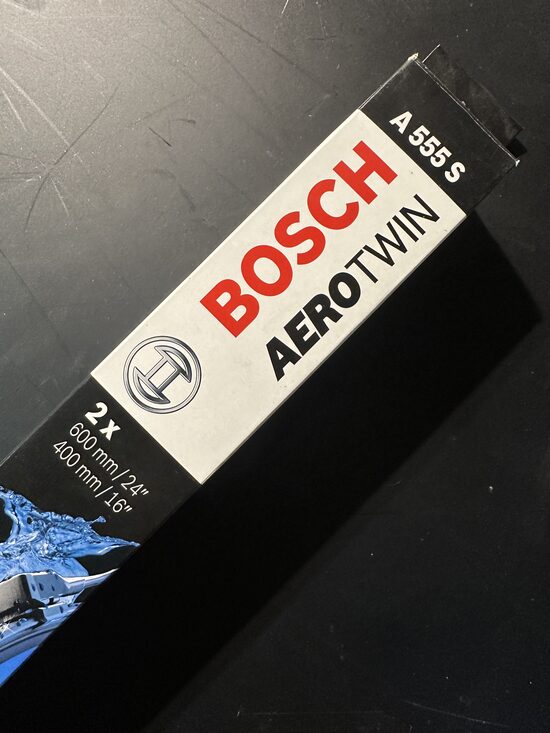 A 555 S
BOSCH
AEROTWIN
2 x
600 mm/24"
400 mm/16"